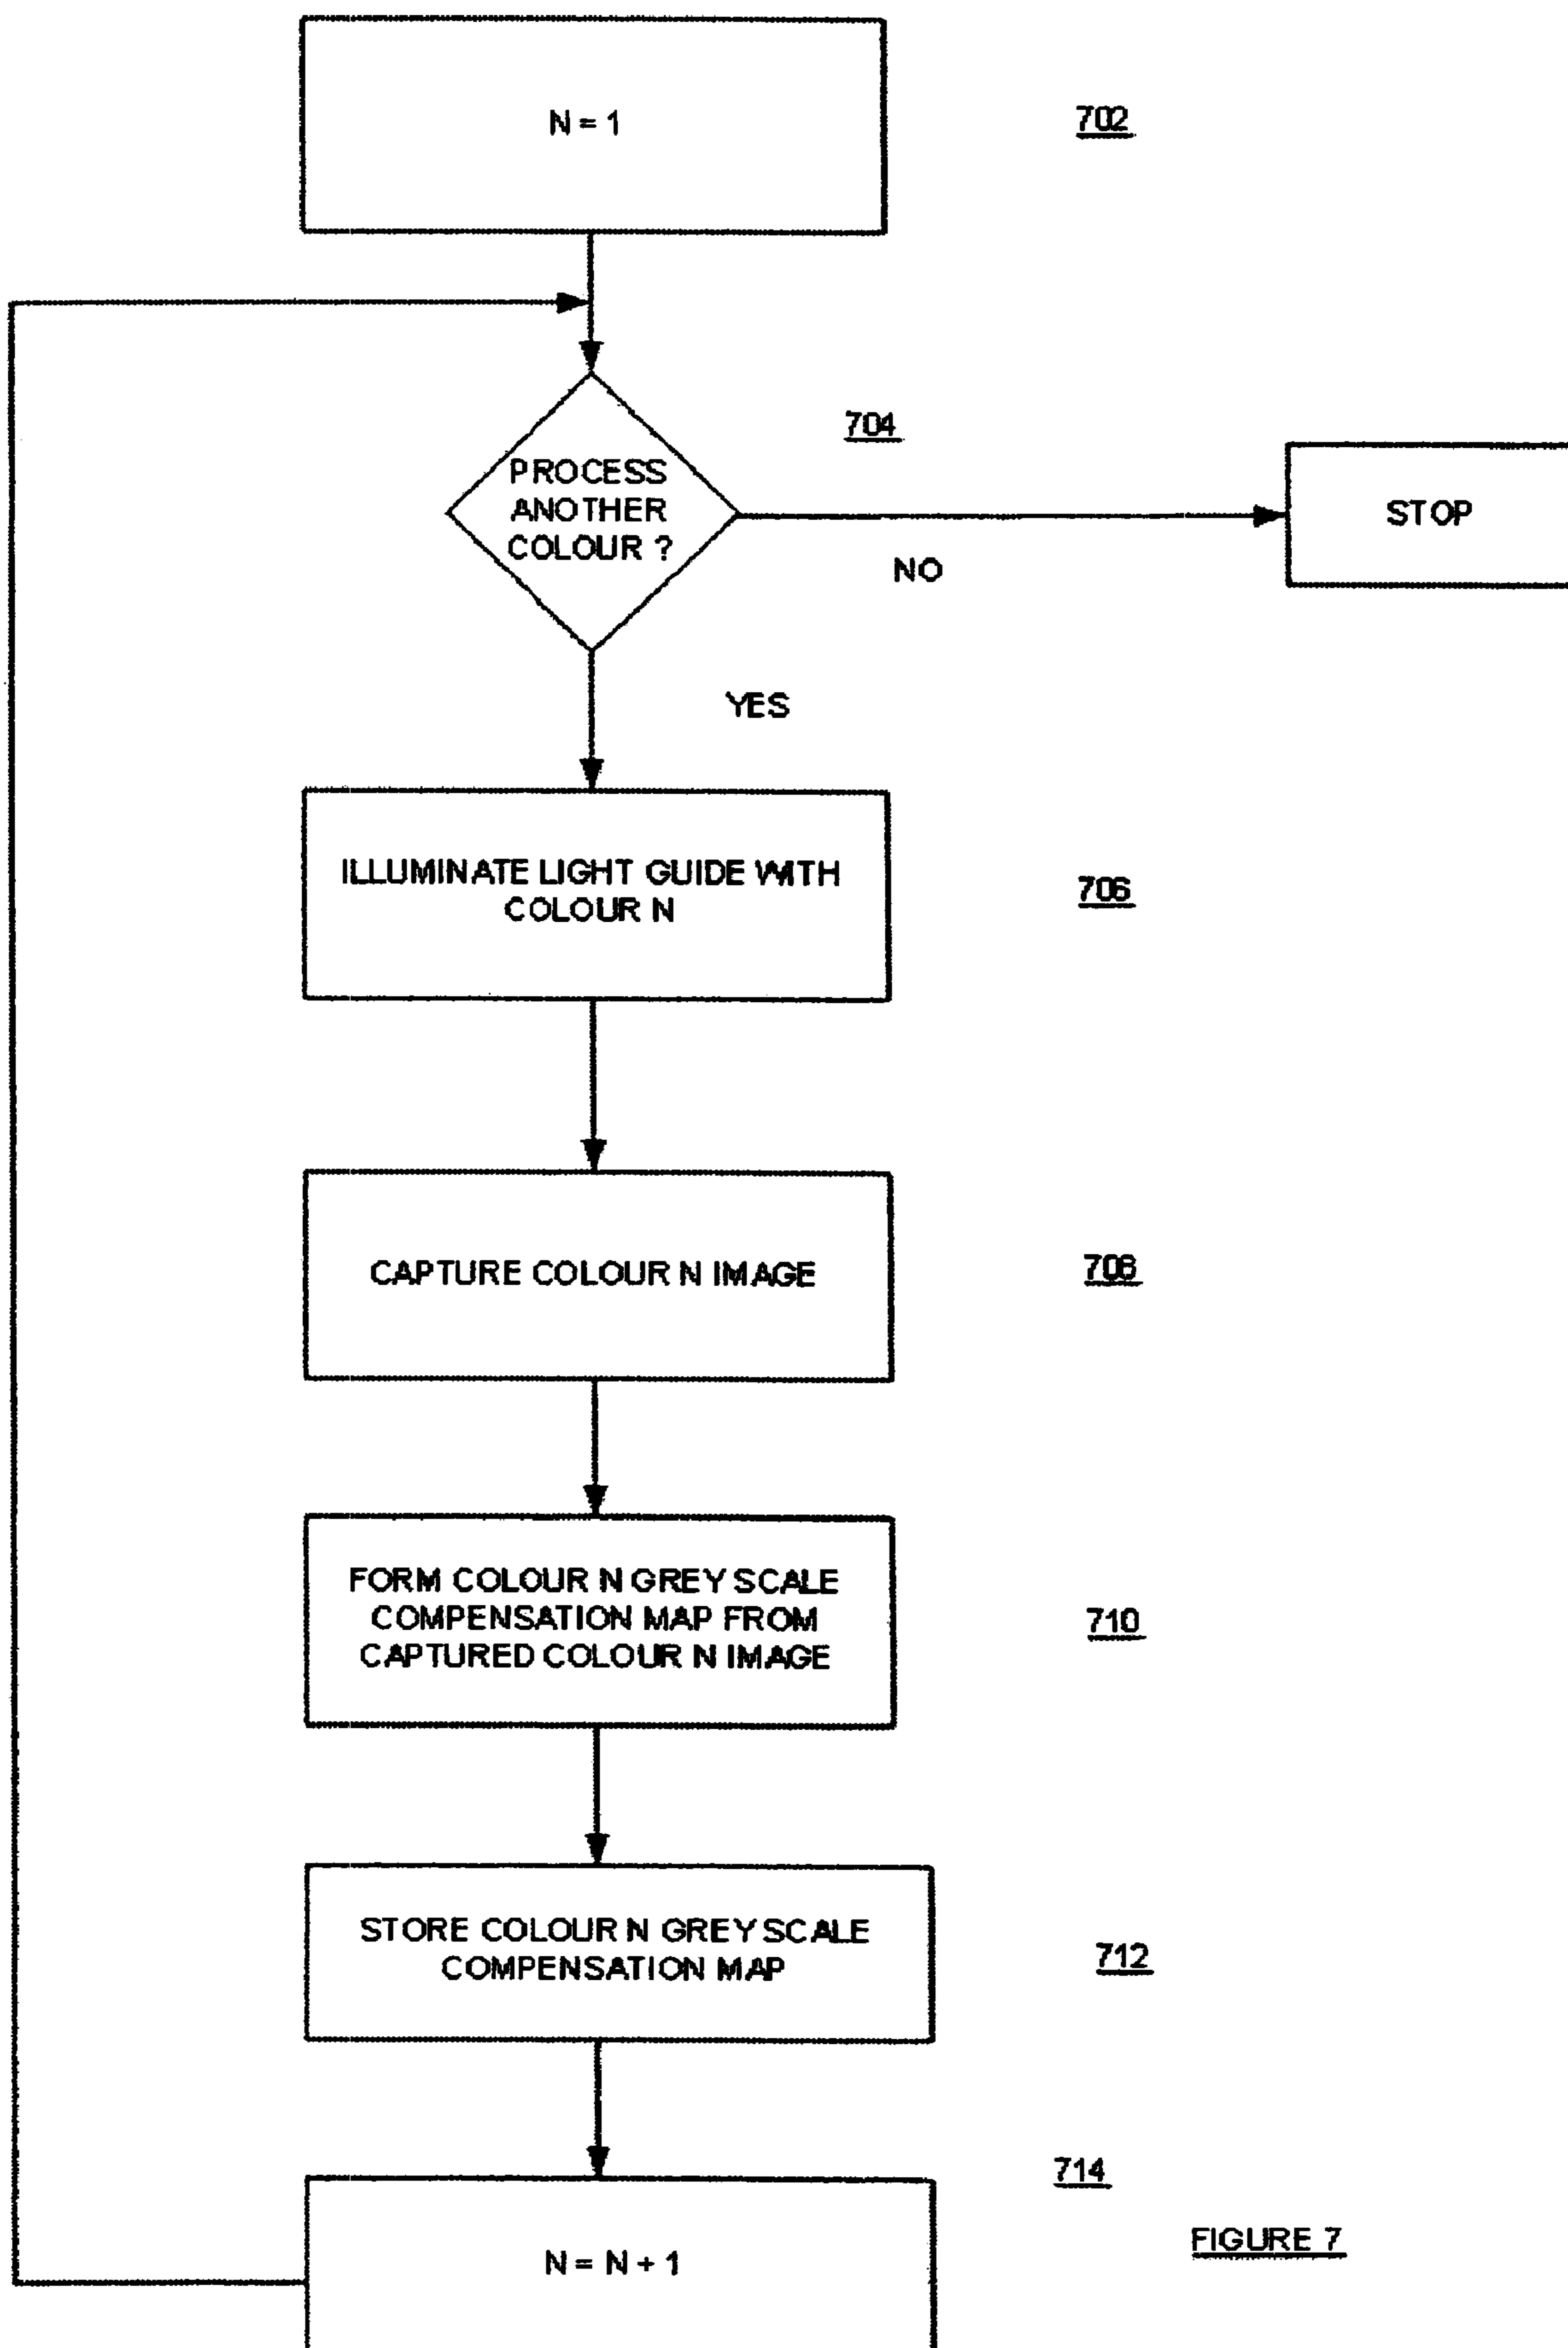 N = 1
702
704
PROCESS
ANOTHER
COLOUR ?
STOP
NO
YES
ILLUMINATE LIGHT GUIDE WITH
COLOUR N
706
CAPTURE COLOUR N IMAGE
708
FORM COLOUR N GREY SCALE
COMPENSATION MAP FROM
CAPTURED COLOUR N IMAGE
710
STORE COLOUR N GREY SCALE
COMPENSATION MAP
712
714
N = N + 1
FIGURE 7